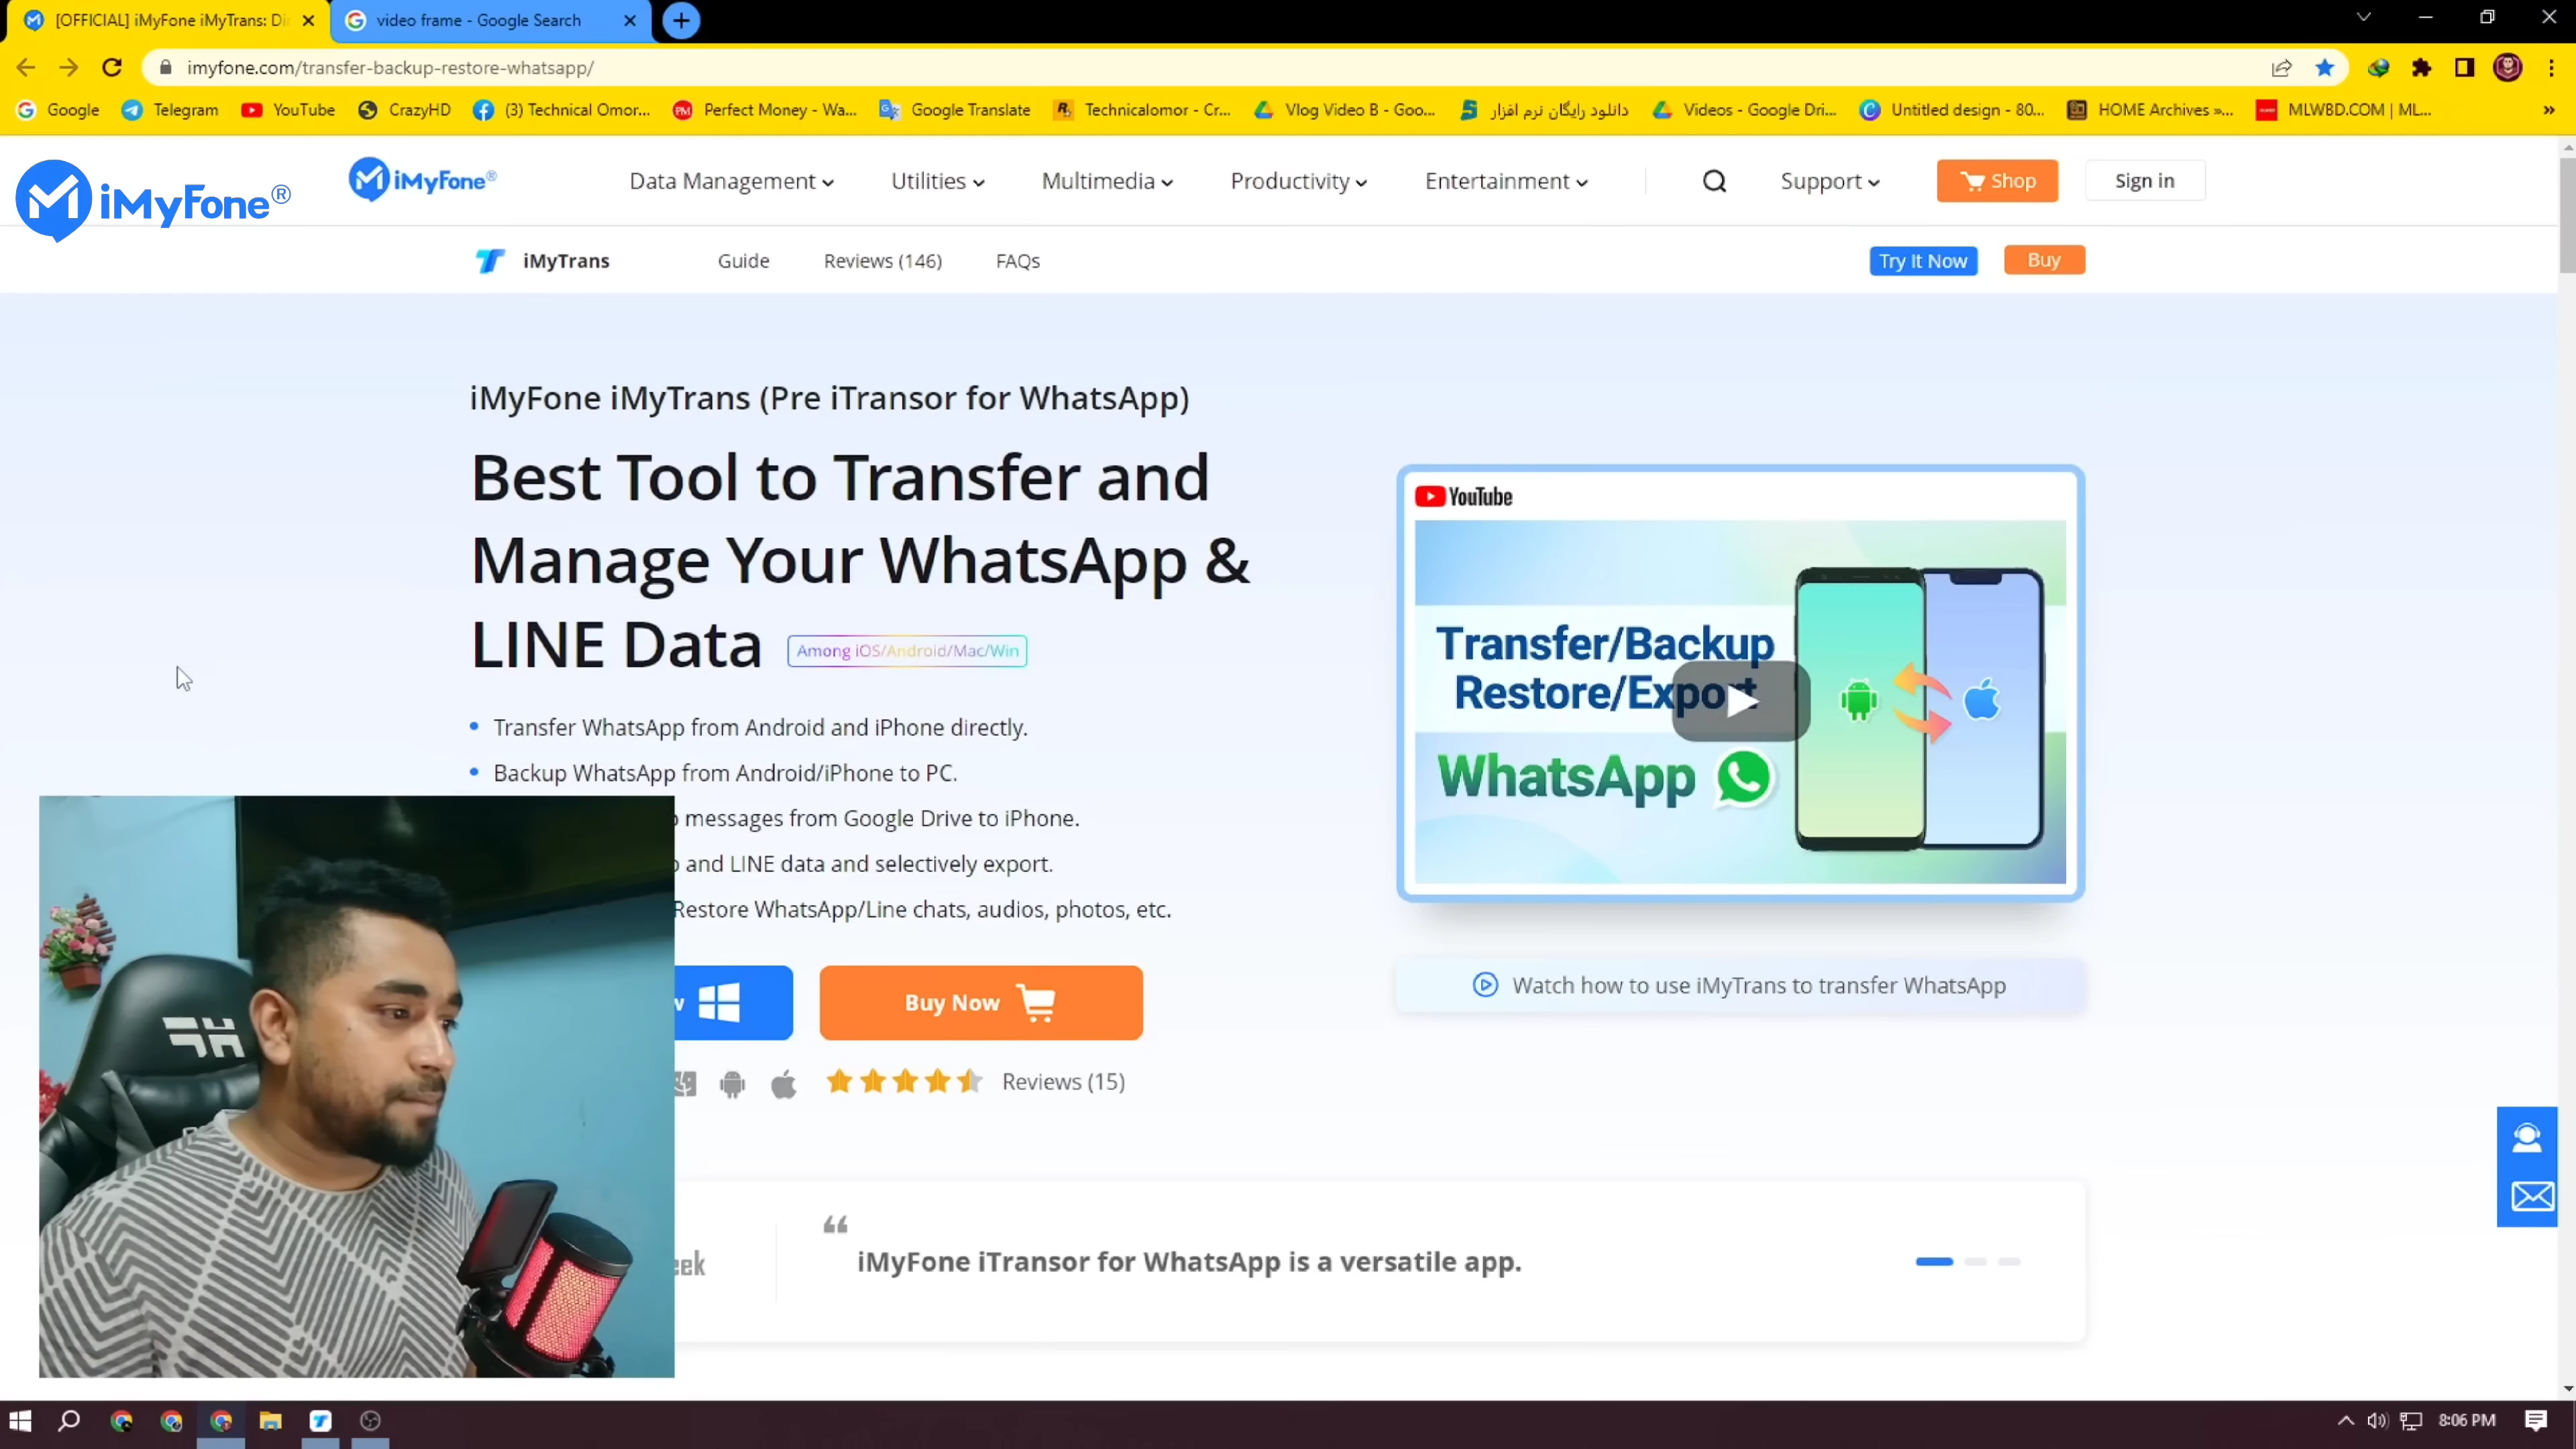 [OFFICIAL] iMyFone iMyTrans: Di
video frame - Google Search
imyfone.com/transfer-backup-restore-whatsapp/
Google
Telegram
YouTube
CrazyHD
(3) Technical Omor...
Perfect Money - Wa...
Google Translate
Technicalomor - Cr...
Vlog Video B - Goo...
دانلود رایگان نرم افزار
Videos - Google Dri...
Untitled design - 80...
HOME Archives »...
MLWBD.COM | ML...
»
iMyFone®
iMyFone®
Data Management
Utilities
Multimedia
Productivity
Entertainment
Support
Shop
Sign in
iMyTrans
Guide
Reviews (146)
FAQs
Try It Now
Buy
iMyFone iMyTrans (Pre iTransor for WhatsApp)
Best Tool to Transfer and
Manage Your WhatsApp &
LINE Data
Among iOS/Android/Mac/Win
Transfer WhatsApp from Android and iPhone directly.
Backup WhatsApp from Android/iPhone to PC.
messages from Google Drive to iPhone.
and LINE data and selectively export.
Restore WhatsApp/Line chats, audios, photos, etc.
Buy Now
Reviews (15)
YouTube
Transfer/Backup
Restore/Export
WhatsApp
Watch how to use iMyTrans to transfer WhatsApp
“
iMyFone iTransor for WhatsApp is a versatile app.
8:06 PM